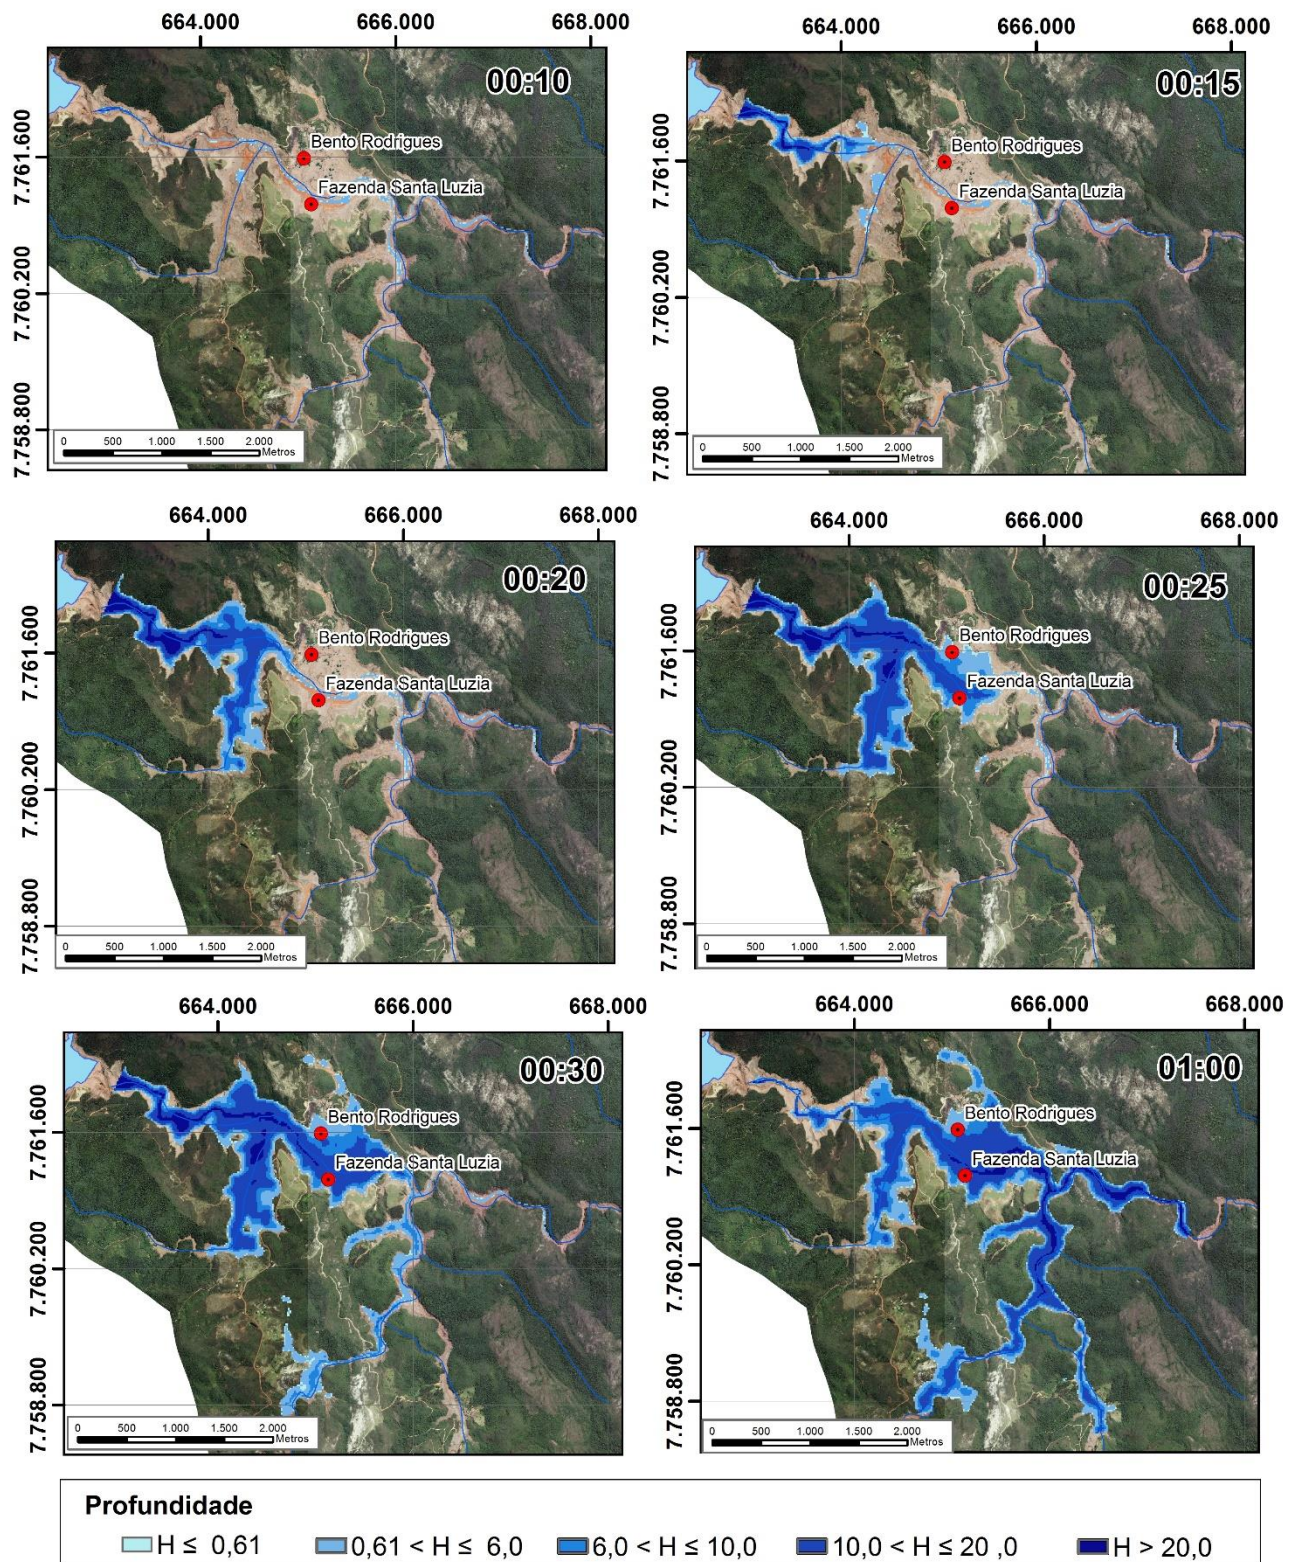 664.000 666.000 668.000
664.000 666.000 668.000
00:10
00:15
Bento Rodrigues
Fazenda Santa Luzia
Bento Rodrigues
Fazenda Santa Luzia
7.761.600
7.760.200
7.758.800
7.761.600
7.760.200
7.758.800
0 500 1.000 1.500 2.000
Metros
0 500 1.000 1.500 2.000
Metros
664.000 666.000 668.000
664.000 666.000 668.000
00:20
00:25
Bento Rodrigues
Fazenda Santa Luzia
Bento Rodrigues
Fazenda Santa Luzia
7.761.600
7.760.200
7.758.800
7.761.600
7.760.200
7.758.800
0 500 1.000 1.500 2.000
Metros
0 500 1.000 1.500 2.000
Metros
664.000 666.000 668.000
664.000 666.000 668.000
00:30
01:00
Bento Rodrigues
Fazenda Santa Luzia
Bento Rodrigues
Fazenda Santa Luzia
7.761.600
7.760.200
7.758.800
7.761.600
7.760.200
7.758.800
0 500 1.000 1.500 2.000
Metros
0 500 1.000 1.500 2.000
Metros
Profundidade
H ≤ 0,61 0,61 < H ≤ 6,0 6,0 < H ≤ 10,0 10,0 < H ≤ 20 ,0 H > 20,0